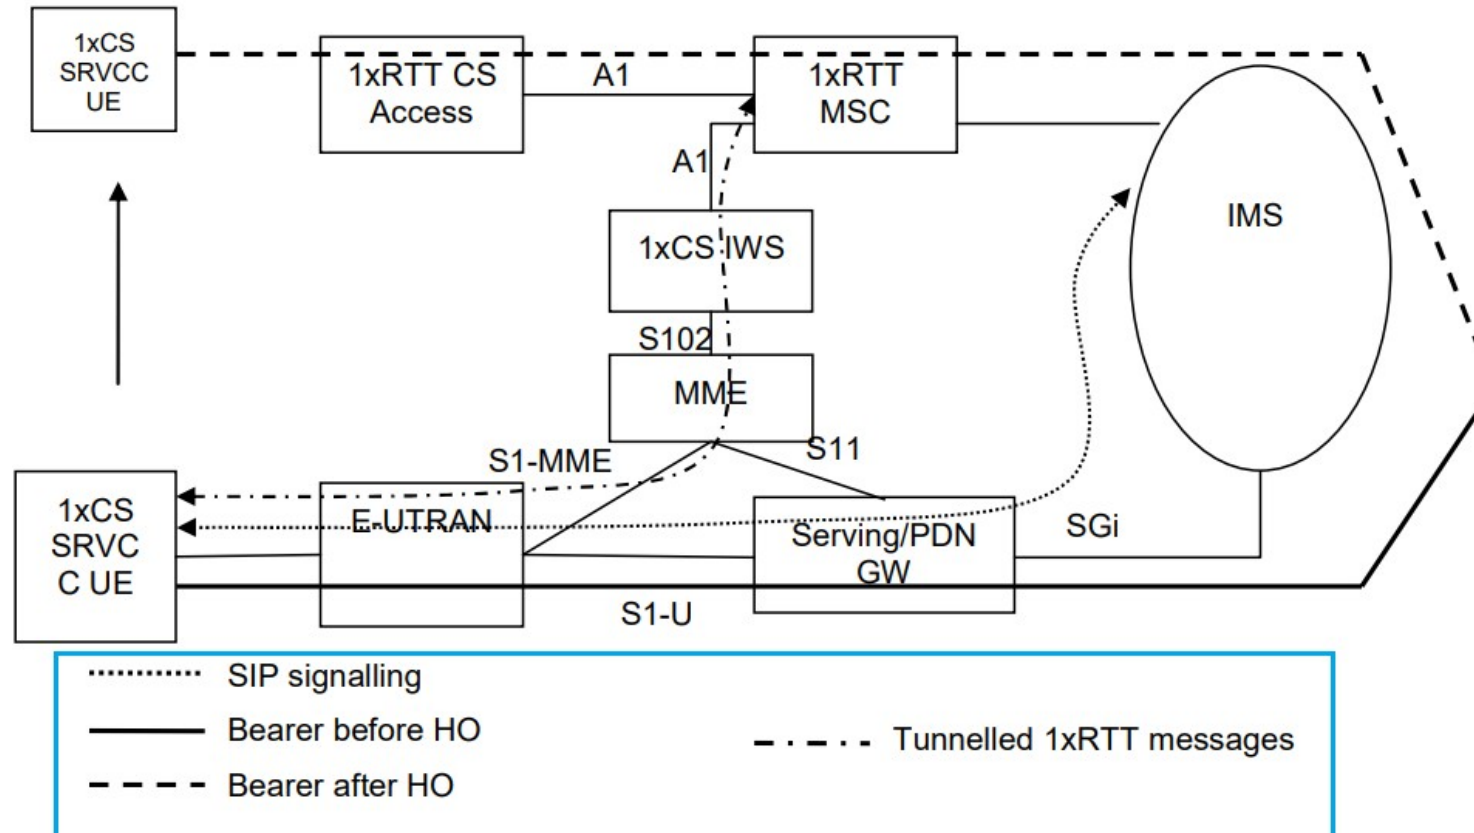 1xCS
SRVCC
UE
1xRTT CS
Access
A1
1xRTT
MSC
A1
IMS
1xCS IWS
S102
MME
S11
S1-MME
1xCS
SRVC
C UE
E-UTRAN
Serving/PDN
GW
SGi
S1-U
SIP signalling
Bearer before HO
Tunnelled 1xRTT messages
Bearer after HO